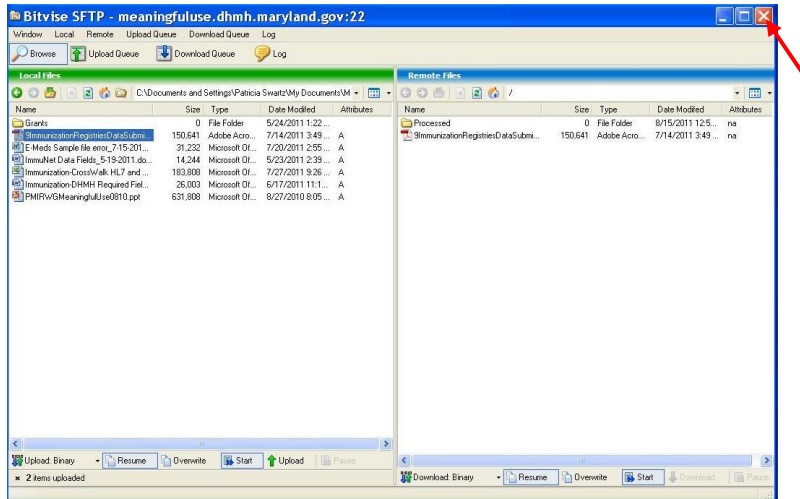 Bitvise SFTP - meaningfuluse.dhmh.maryland.gov:22
Window Local Remote Upload Queue Download Queue Log
Browse Upload Queue Download Queue Log
Local Files
C:\Documents and Settings\Patricia Swartz\My Documents\M
Name Size Type Date Modified Attributes
Grants 0 File Folder 5/24/2011 1:22 ...
9ImmunizationRegistriesDataSubmi... 150,641 Adobe Acro... 7/14/2011 3:49 ... A
E-Meds Sample file error_7-15-201... 31,232 Microsoft Of... 7/20/2011 2:55 ... A
ImmuNet Data Fields_5-19-2011.do... 14,244 Microsoft Of... 5/23/2011 2:39 ... A
Immunization-CrossWalk HL7 and ... 183,808 Microsoft Of... 7/27/2011 9:26 ... A
Immunization-DHMH Required Fiel... 26,003 Microsoft Of... 6/17/2011 11:1... A
PMIRWGMeaningfulUse0810.ppt 631,808 Microsoft Of... 8/27/2010 8:05 ... A
Upload: Binary Resume Overwrite Start Upload Pause
2 items uploaded
Remote Files
/
Name Size Type Date Modified Attributes
Processed 0 File Folder 8/15/2011 12:5... na
9ImmunizationRegistriesDataSubmi... 150,641 Adobe Acro... 7/14/2011 3:49 ... na
Download: Binary Resume Overwrite Start Download Pause